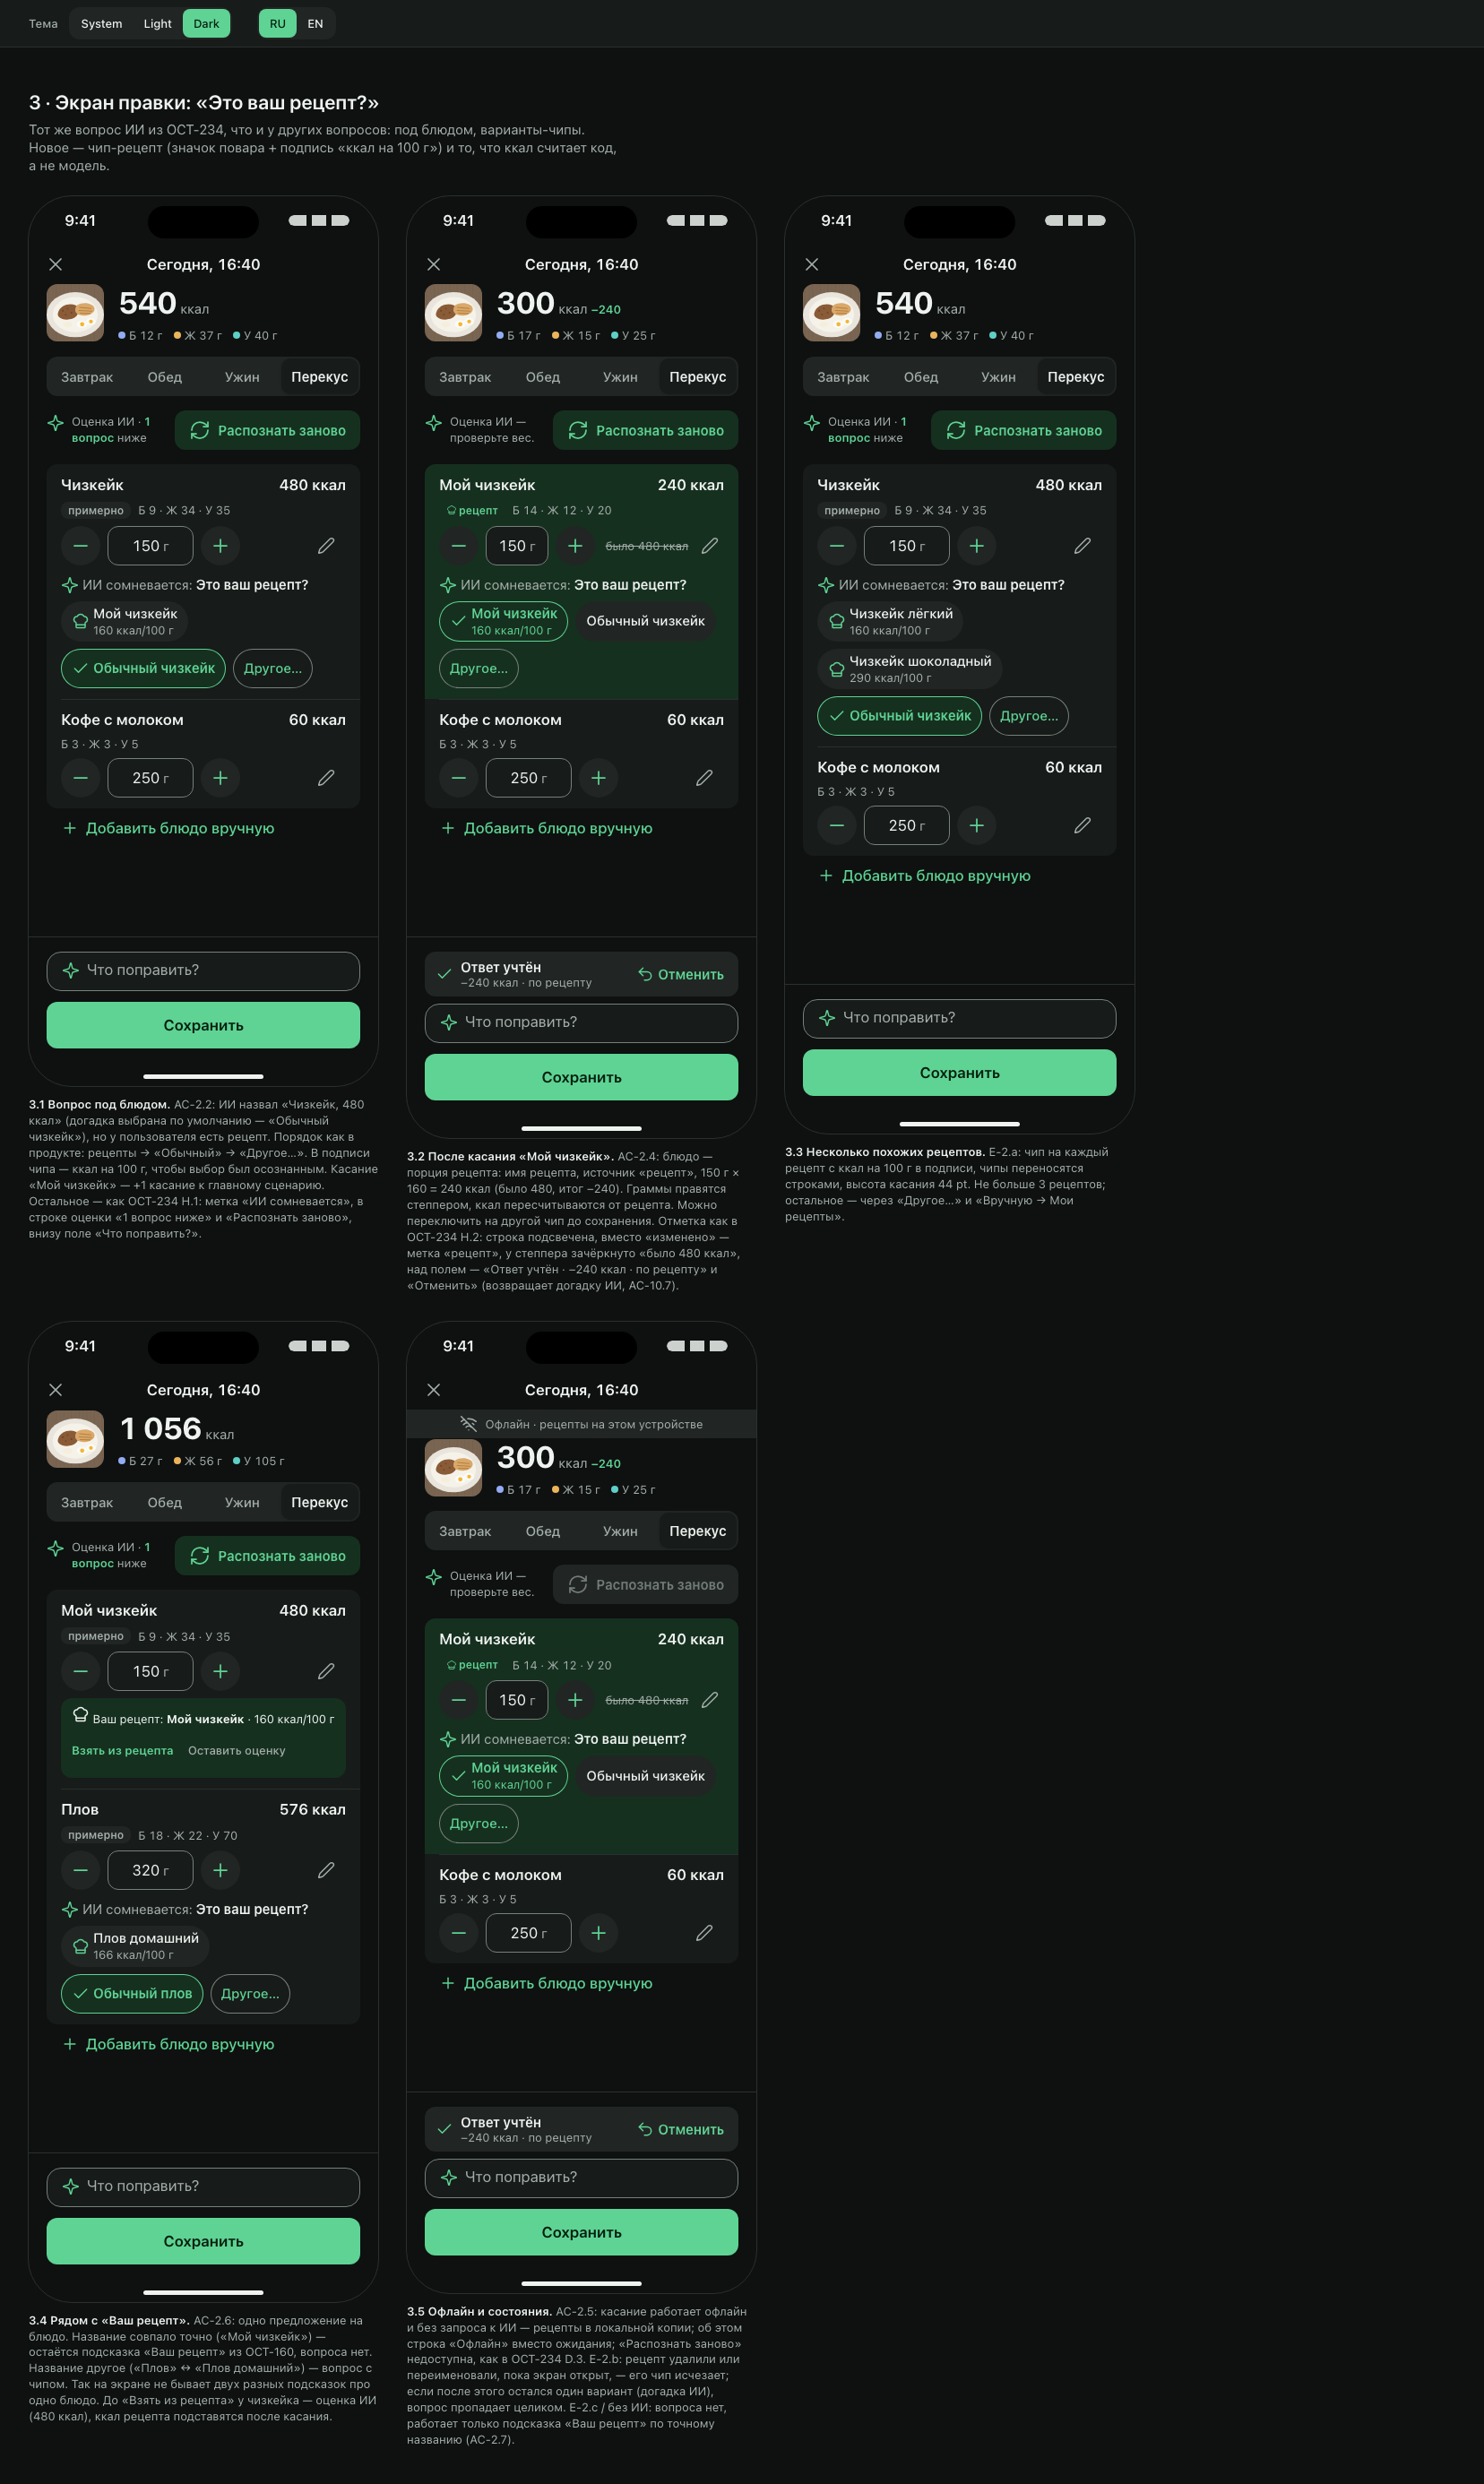 Тема System Light Dark RU EN
3 · Экран правки: «Это ваш рецепт?»
Тот же вопрос ИИ из ОСТ-234, что и у других вопросов: под блюдом, варианты-чипы.
Новое — чип-рецепт (значок повара + подпись «ккал на 100 г») и то, что ккал считает код,
а не модель.
9:41
Сегодня, 16:40
540 ккал
Б 12 г Ж 37 г У 40 г
Завтрак Обед Ужин Перекус
Оценка ИИ · 1
вопрос ниже
Распознать заново
Чизкейк 480 ккал
примерно Б 9 · Ж 34 · У 35
150 г
ИИ сомневается: Это ваш рецепт?
Мой чизкейк
160 ккал/100 г
Обычный чизкейк Другое…
Кофе с молоком 60 ккал
Б 3 · Ж 3 · У 5
250 г
Добавить блюдо вручную
Что поправить?
Сохранить
3.1 Вопрос под блюдом. АС-2.2: ИИ назвал «Чизкейк, 480
ккал» (догадка выбрана по умолчанию — «Обычный
чизкейк»), но у пользователя есть рецепт. Порядок как в
продукте: рецепты → «Обычный» → «Другое…». В подписи
чипа — ккал на 100 г, чтобы выбор был осознанным. Касание
«Мой чизкейк» — +1 касание к главному сценарию.
Остальное — как ОСТ-234 Н.1: метка «ИИ сомневается», в
строке оценки «1 вопрос ниже» и «Распознать заново»,
внизу поле «Что поправить?».
9:41
Сегодня, 16:40
300 ккал −240
Б 17 г Ж 15 г У 25 г
Завтрак Обед Ужин Перекус
Оценка ИИ —
проверьте вес.
Распознать заново
Мой чизкейк 240 ккал
рецепт Б 14 · Ж 12 · У 20
150 г было 480 ккал
ИИ сомневается: Это ваш рецепт?
Мой чизкейк
160 ккал/100 г
Обычный чизкейк
Другое…
Кофе с молоком 60 ккал
Б 3 · Ж 3 · У 5
250 г
Добавить блюдо вручную
Ответ учтён
−240 ккал · по рецепту
Отменить
Что поправить?
Сохранить
3.2 После касания «Мой чизкейк». АС-2.4: блюдо —
порция рецепта: имя рецепта, источник «рецепт», 150 г ×
160 = 240 ккал (было 480, итог −240). Граммы правятся
степпером, ккал пересчитываются от рецепта. Можно
переключить на другой чип до сохранения. Отметка как в
ОСТ-234 Н.2: строка подсвечена, вместо «изменено» —
метка «рецепт», у степпера зачёркнуто «было 480 ккал»,
над полем — «Ответ учтён · −240 ккал · по рецепту» и
«Отменить» (возвращает догадку ИИ, АС-10.7).
9:41
Сегодня, 16:40
540 ккал
Б 12 г Ж 37 г У 40 г
Завтрак Обед Ужин Перекус
Оценка ИИ · 1
вопрос ниже
Распознать заново
Чизкейк 480 ккал
примерно Б 9 · Ж 34 · У 35
150 г
ИИ сомневается: Это ваш рецепт?
Чизкейк лёгкий
160 ккал/100 г
Чизкейк шоколадный
290 ккал/100 г
Обычный чизкейк Другое…
Кофе с молоком 60 ккал
Б 3 · Ж 3 · У 5
250 г
Добавить блюдо вручную
Что поправить?
Сохранить
3.3 Несколько похожих рецептов. Е-2.а: чип на каждый
рецепт с ккал на 100 г в подписи, чипы переносятся
строками, высота касания 44 pt. Не больше 3 рецептов;
остальное — через «Другое…» и «Вручную → Мои
рецепты».
9:41
Сегодня, 16:40
1 056 ккал
Б 27 г Ж 56 г У 105 г
Завтрак Обед Ужин Перекус
Оценка ИИ · 1
вопрос ниже
Распознать заново
Мой чизкейк 480 ккал
примерно Б 9 · Ж 34 · У 35
150 г
Ваш рецепт: Мой чизкейк · 160 ккал/100 г
Взять из рецепта Оставить оценку
Плов 576 ккал
примерно Б 18 · Ж 22 · У 70
320 г
ИИ сомневается: Это ваш рецепт?
Плов домашний
166 ккал/100 г
Обычный плов Другое…
Добавить блюдо вручную
Что поправить?
Сохранить
3.4 Рядом с «Ваш рецепт». АС-2.6: одно предложение на
блюдо. Название совпало точно («Мой чизкейк») —
остаётся подсказка «Ваш рецепт» из ОСТ-160, вопроса нет.
Название другое («Плов» ↔ «Плов домашний») — вопрос с
чипом. Так на экране не бывает двух разных подсказок про
одно блюдо. До «Взять из рецепта» у чизкейка — оценка ИИ
(480 ккал), ккал рецепта подставятся после касания.
9:41
Сегодня, 16:40
Офлайн · рецепты на этом устройстве
300 ккал −240
Б 17 г Ж 15 г У 25 г
Завтрак Обед Ужин Перекус
Оценка ИИ —
проверьте вес.
Распознать заново
Мой чизкейк 240 ккал
рецепт Б 14 · Ж 12 · У 20
150 г было 480 ккал
ИИ сомневается: Это ваш рецепт?
Мой чизкейк
160 ккал/100 г
Обычный чизкейк
Другое…
Кофе с молоком 60 ккал
Б 3 · Ж 3 · У 5
250 г
Добавить блюдо вручную
Ответ учтён
−240 ккал · по рецепту
Отменить
Что поправить?
Сохранить
3.5 Офлайн и состояния. АС-2.5: касание работает офлайн
и без запроса к ИИ — рецепты в локальной копии; об этом
строка «Офлайн» вместо ожидания; «Распознать заново»
недоступна, как в ОСТ-234 D.3. Е-2.b: рецепт удалили или
переименовали, пока экран открыт, — его чип исчезает;
если после этого остался один вариант (догадка ИИ),
вопрос пропадает целиком. Е-2.с / без ИИ: вопроса нет,
работает только подсказка «Ваш рецепт» по точному
названию (АС-2.7).